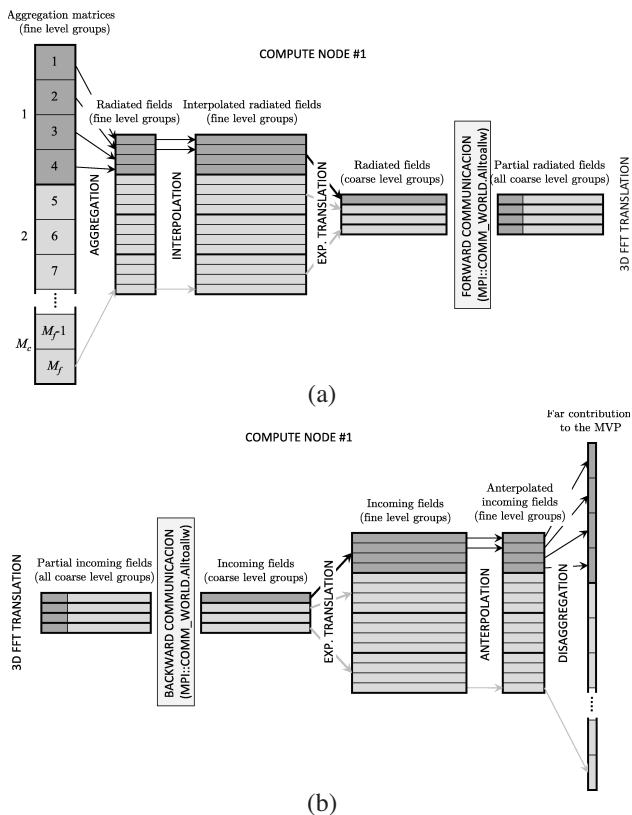 Aggregation matrices
(fine level groups)
COMPUTE NODE #1
1
2
3
4
5
6
7
M_f-1
M_f
1
2
M_c
AGGREGATION
Radiated fields
(fine level groups)
INTERPOLATION
Interpolated radiated fields
(fine level groups)
EXP. TRANSLATION
Radiated fields
(coarse level groups)
FORWARD COMMUNICACION
(MPI::COMM_WORLD.Alltoallw)
Partial radiated fields
(all coarse level groups)
3D FFT TRANSLATION
(a)
COMPUTE NODE #1
3D FFT TRANSLATION
Partial incoming fields
(all coarse level groups)
BACKWARD COMMUNICACION
(MPI::COMM_WORLD.Alltoallw)
Incoming fields
(coarse level groups)
EXP. TRANSLATION
Incoming fields
(fine level groups)
ANTERPOLATION
Anterpolated
incoming fields
(fine level groups)
DISAGGREGATION
Far contribution
to the MVP
(b)